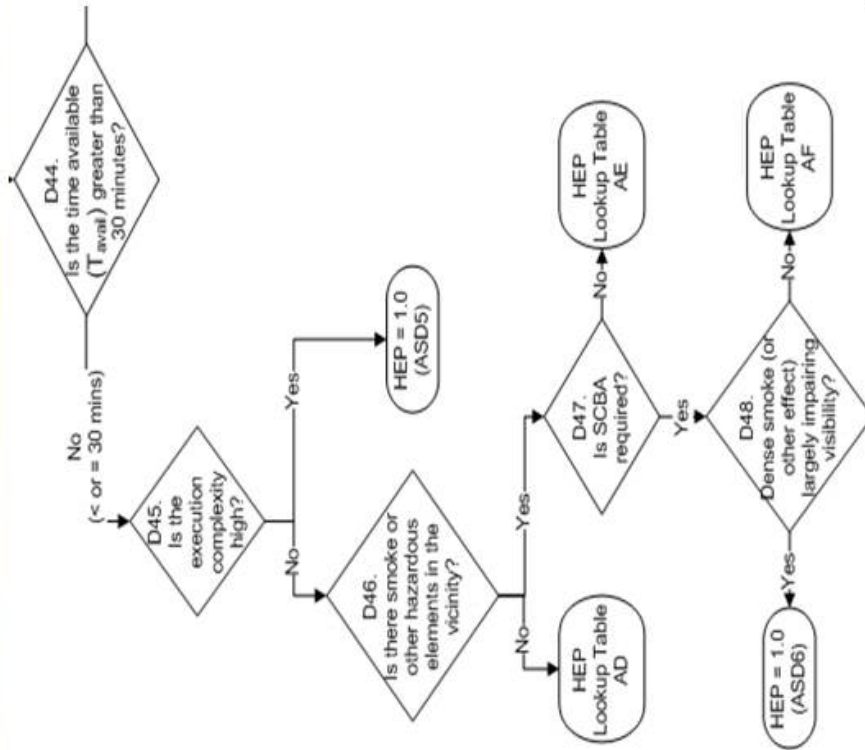 D44.
Is the time available
(T avail) greater than
30 minutes?
No
(< or = 30 mins)
D45.
Is the
execution
complexity
high?
Yes
HEP = 1.0
(ASD5)
No
D46.
Is there smoke or
other hazardous
elements in the
vicinity?
No
HEP
Lookup Table
AD
Yes
D47.
Is SCBA
required?
No
HEP
Lookup Table
AE
Yes
D48.
Dense smoke (or
other effect)
largely impairing
visibility?
No
HEP
Lookup Table
AF
Yes
HEP = 1.0
(ASD6)